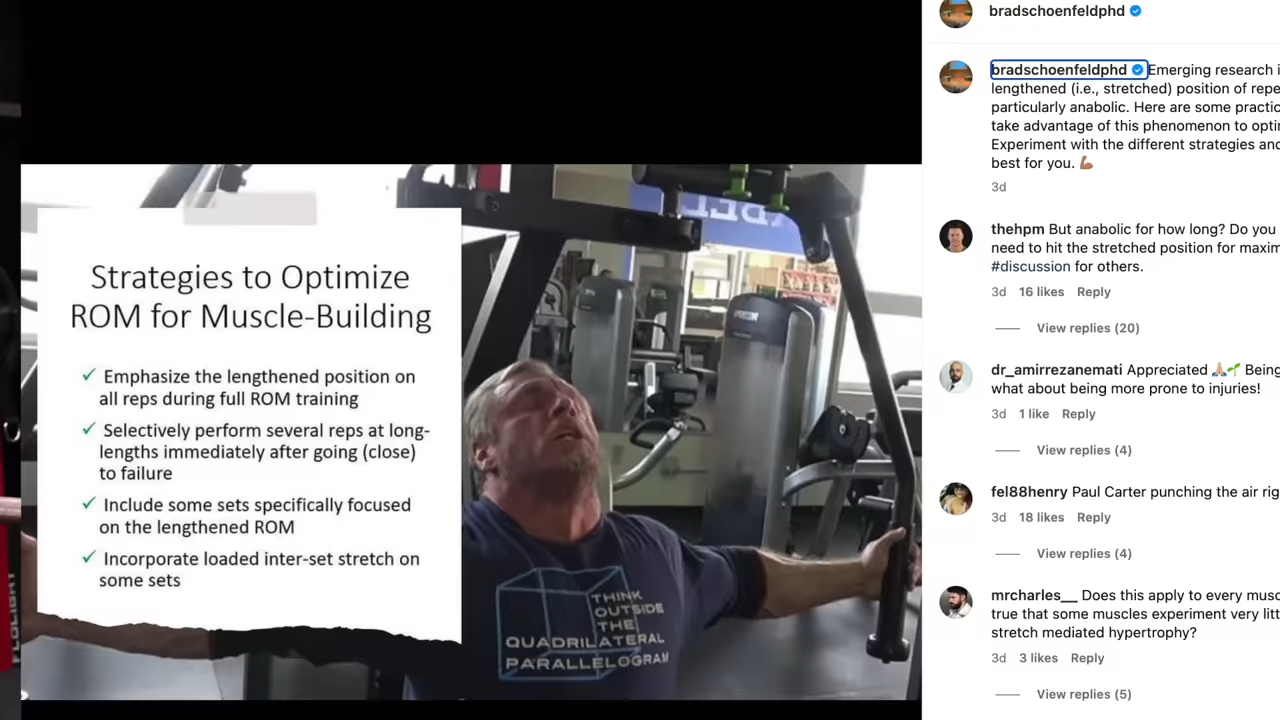 Strategies to Optimize
ROM for Muscle-Building
✓ Emphasize the lengthened position on
all reps during full ROM training
✓ Selectively perform several reps at long-
lengths immediately after going (close)
to failure
✓ Include some sets specifically focused
on the lengthened ROM
✓ Incorporate loaded inter-set stretch on
some sets
THINK
OUTSIDE
THE
QUADRILATERAL
PARALLELOGRAM
bradschoenfeldphd
bradschoenfeldphd Emerging research i
lengthened (i.e., stretched) position of repe
particularly anabolic. Here are some practic
take advantage of this phenomenon to opti
Experiment with the different strategies and
best for you. 💪🏽
3d
thehpm But anabolic for how long? Do you
need to hit the stretched position for maxim
#discussion for others.
3d 16 likes Reply
View replies (20)
dr_amirrezanemati Appreciated 🙏🏼🌱 Being
what about being more prone to injuries!
3d 1 like Reply
View replies (4)
fel88henry Paul Carter punching the air rig
3d 18 likes Reply
View replies (4)
mrcharles__ Does this apply to every musc
true that some muscles experiment very litt
stretch mediated hypertrophy?
3d 3 likes Reply
View replies (5)